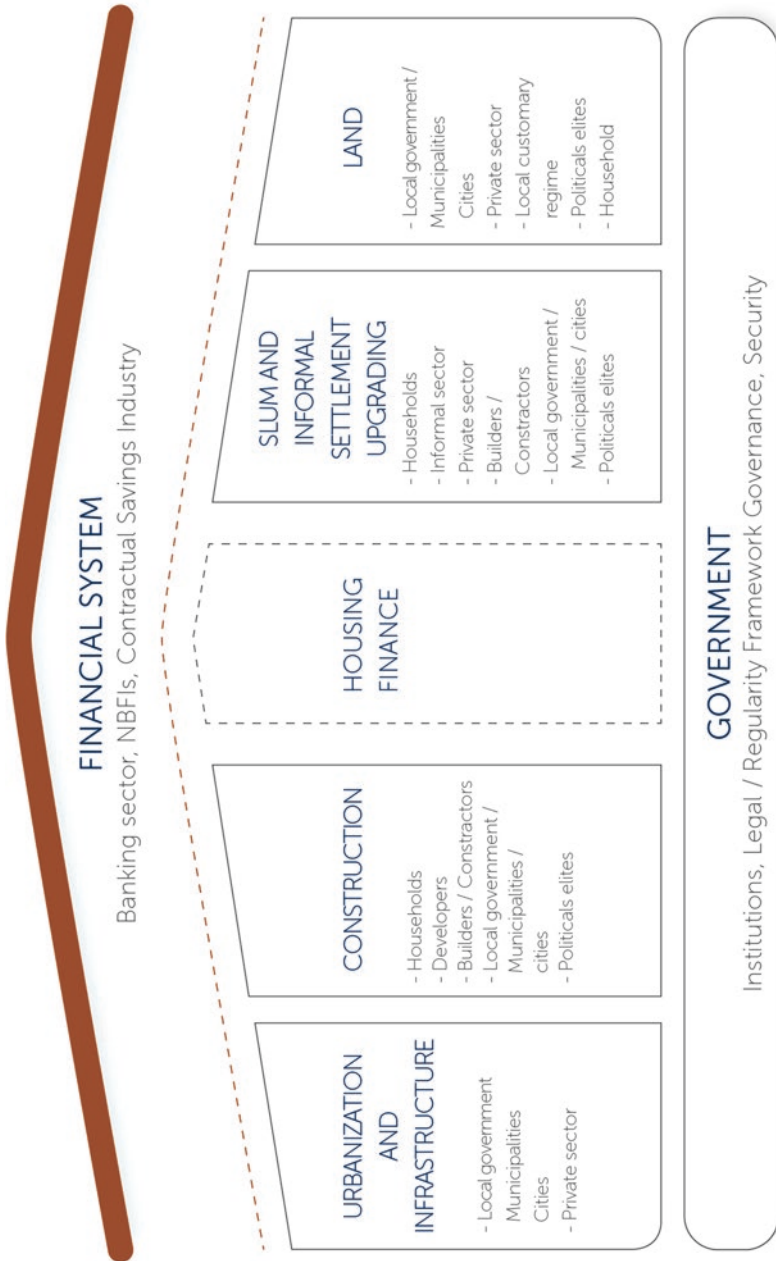 FINANCIAL SYSTEM
Banking sector, NBFIs, Contractual Savings Industry
URBANIZATION
AND
INFRASTRUCTURE
- Local government
Municipalities
Cities
- Private sector
CONSTRUCTION
- Households
- Developers
- Builders / Constractors
- Local government /
Municipalities /
cities
- Politicals elites
HOUSING
FINANCE
SLUM AND
INFORMAL
SETTLEMENT
UPGRADING
- Households
- Informal sector
- Private sector
- Builders /
Constractors
- Local government /
Municipalities / cities
- Politicals elites
LAND
- Local government /
Municipalities
Cities
- Private sector
- Local customary
regime
- Politicals elites
- Household
GOVERNMENT
Institutions, Legal / Regularity Framework Governance, Security